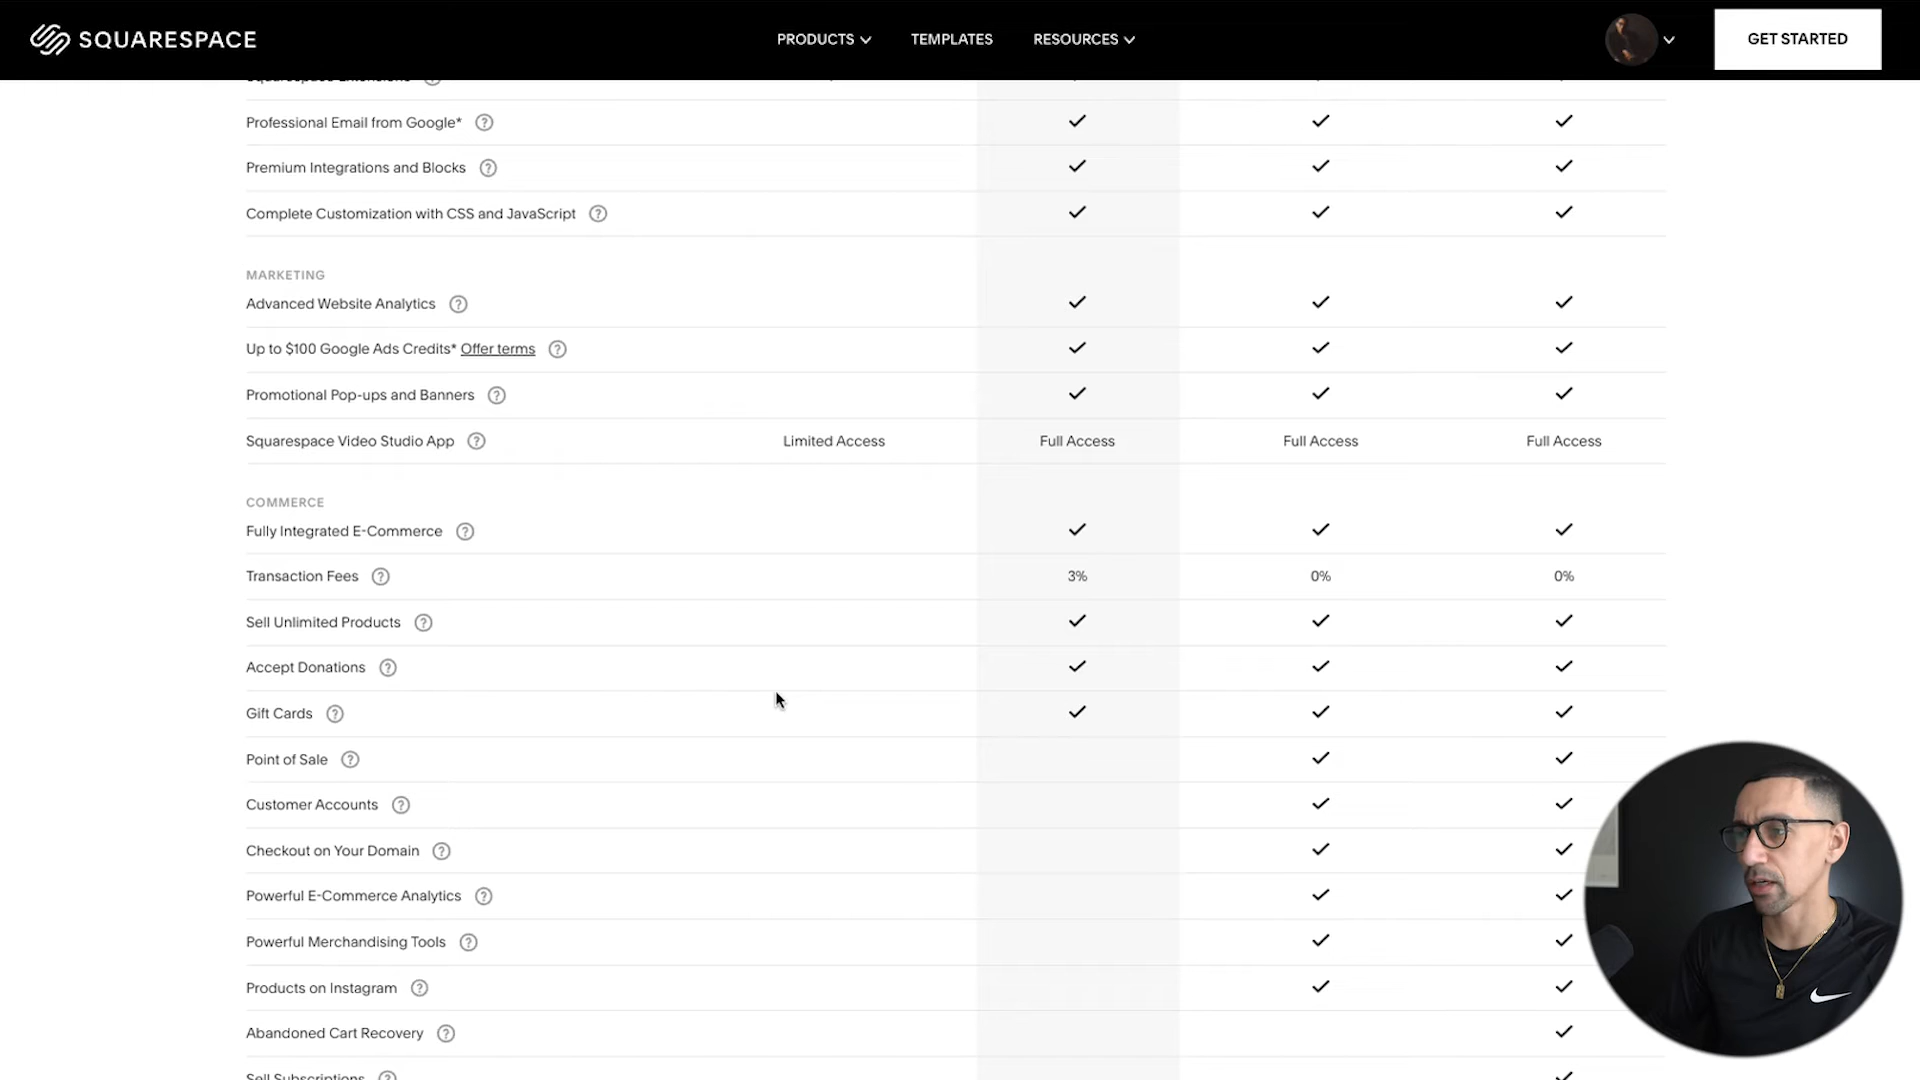 SQUARESPACE PRODUCTS TEMPLATES RESOURCES GET STARTED
Professional Email from Google*
Premium Integrations and Blocks
Complete Customization with CSS and JavaScript
MARKETING
Advanced Website Analytics
Up to $100 Google Ads Credits* Offer terms
Promotional Pop-ups and Banners
Squarespace Video Studio App Limited Access Full Access Full Access Full Access
COMMERCE
Fully Integrated E-Commerce
Transaction Fees 3% 0% 0%
Sell Unlimited Products
Accept Donations
Gift Cards
Point of Sale
Customer Accounts
Checkout on Your Domain
Powerful E-Commerce Analytics
Powerful Merchandising Tools
Products on Instagram
Abandoned Cart Recovery
Sell Subscriptions